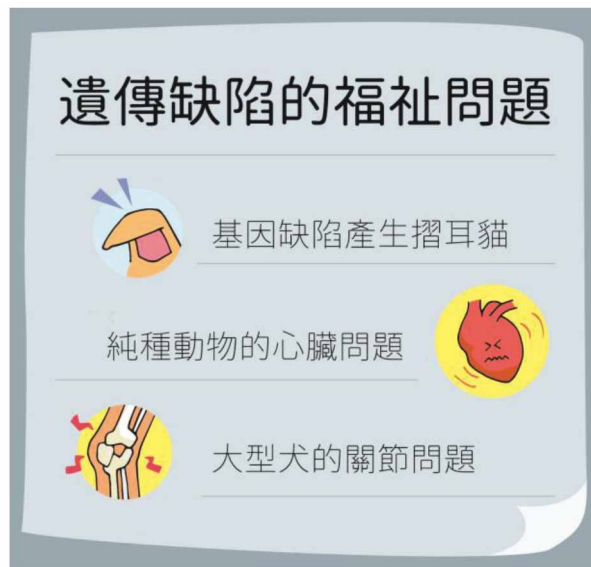 遺傳缺陷的福祉問題
基因缺陷產生摺耳貓
純種動物的心臟問題
大型犬的關節問題